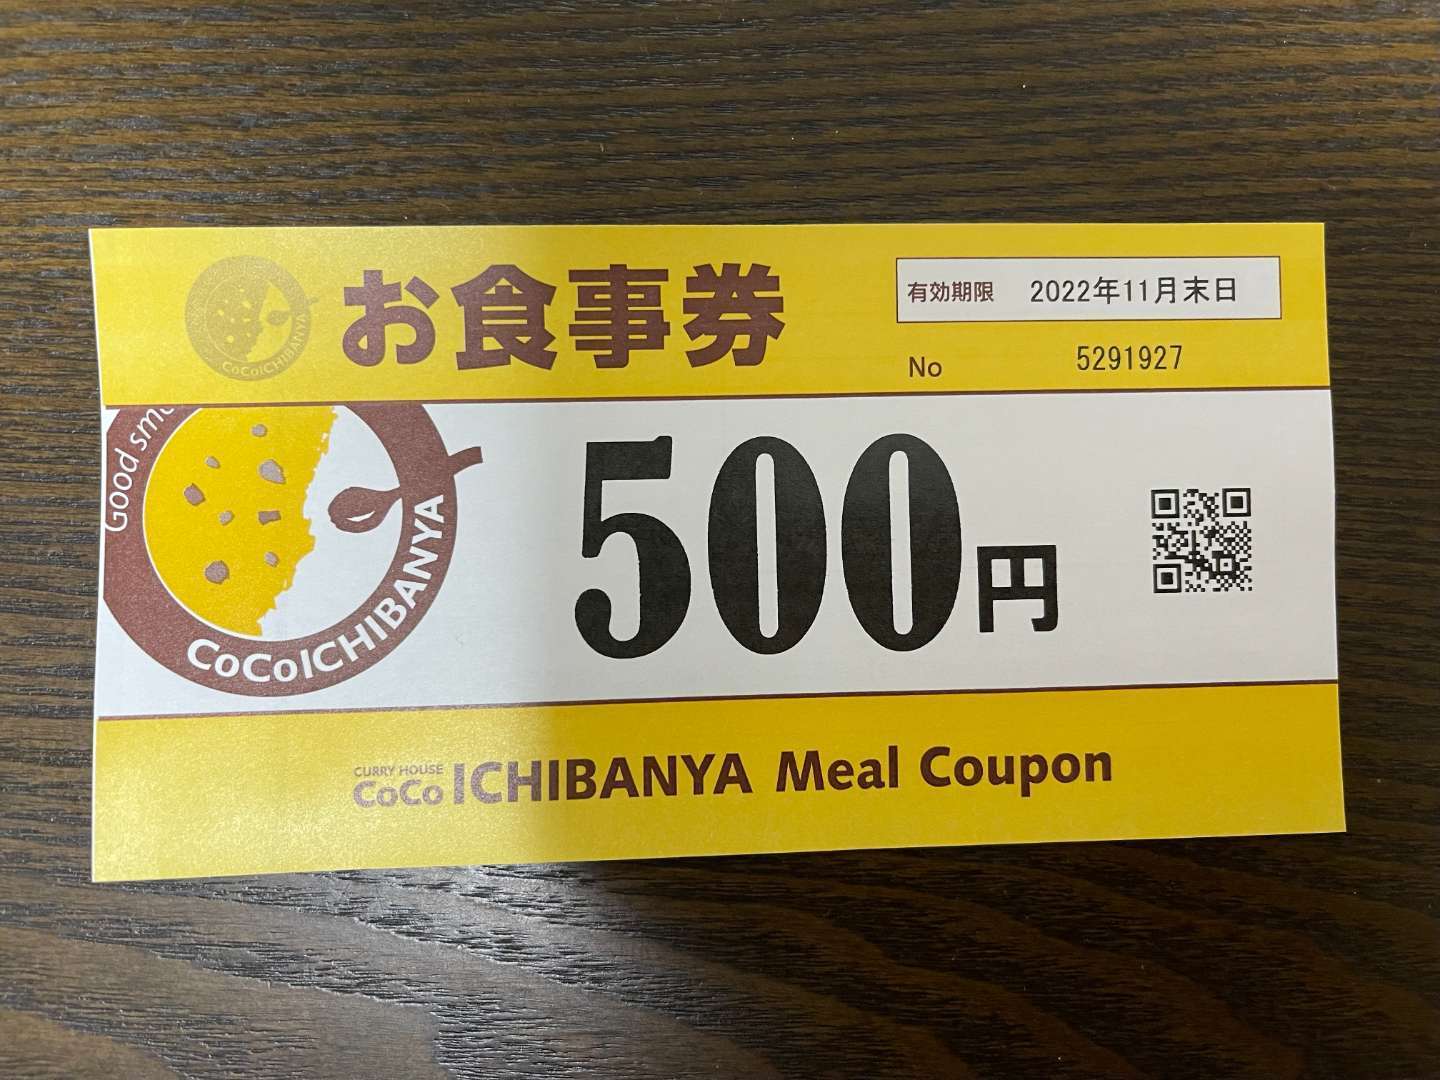 お食事券
有効期限 2022年11月末日
No 5291927
CoCoICHIBANYA
Good
CoCoICHIBANYA
500円
CURRY HOUSE
CoCo ICHIBANYA Meal Coupon